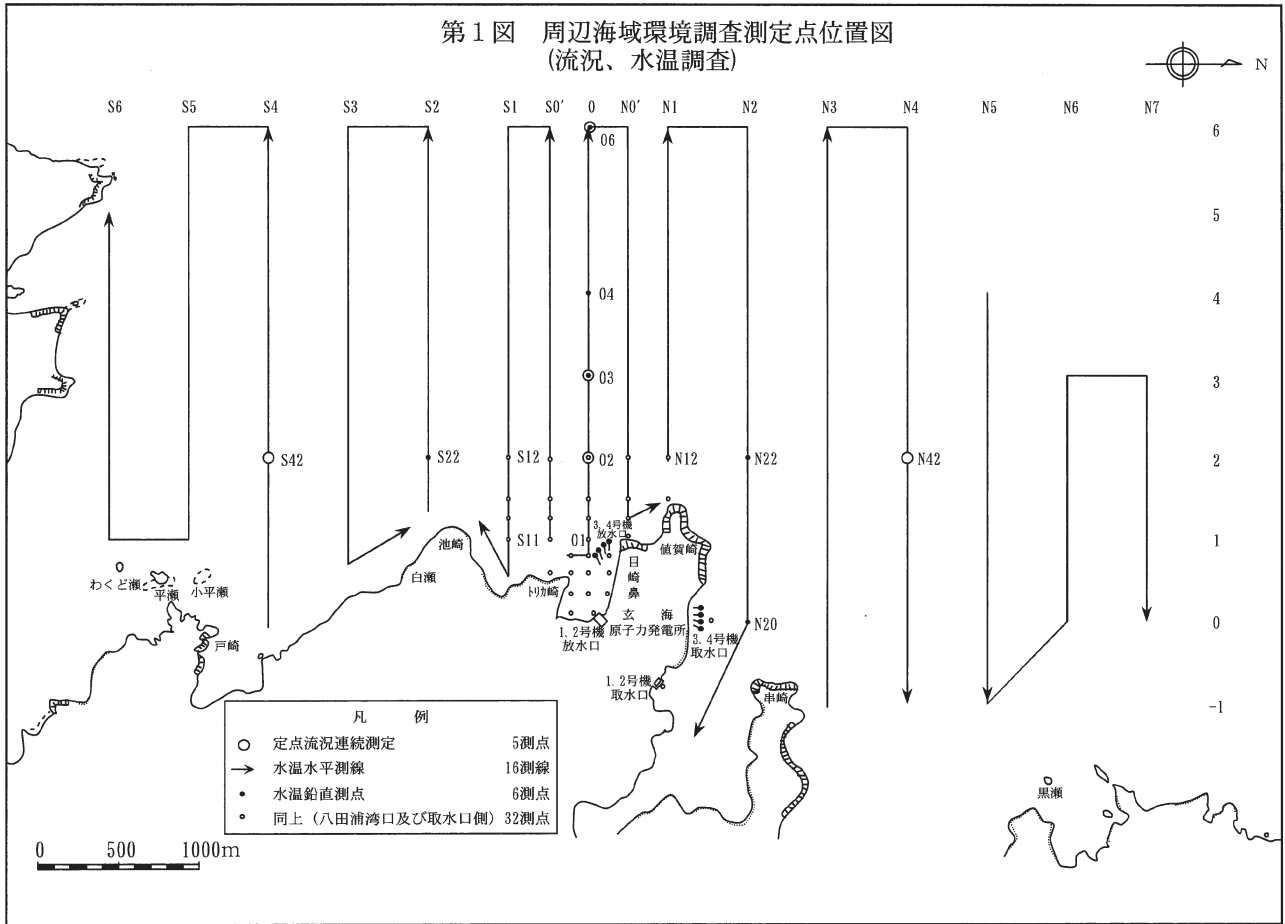 第1図 周辺海域環境調査測定点位置図
(流況、水温調査)
N
S6 S5 S4 S3 S2 S1 S0' 0 N0' N1 N2 N3 N4 N5 N6 N7
06
6
5
04
4
03
3
S42 S22 S12 02 N12 N22 N42 2
3,4号機
放水口
S11 01 1
池崎
値賀崎
日崎鼻
白瀬
トリカ崎
わくど瀬
平瀬
小平瀬
戸崎
玄海
原子力発電所
N20 0
1.2号機
放水口
3.4号機
取水口
1.2号機
取水口
串崎
-1
黒瀬
凡 例
定点流況連続測定 5測点
水温水平測線 16測線
水温鉛直測点 6測点
同上(八田浦湾口及び取水口側) 32測点
0 500 1000m